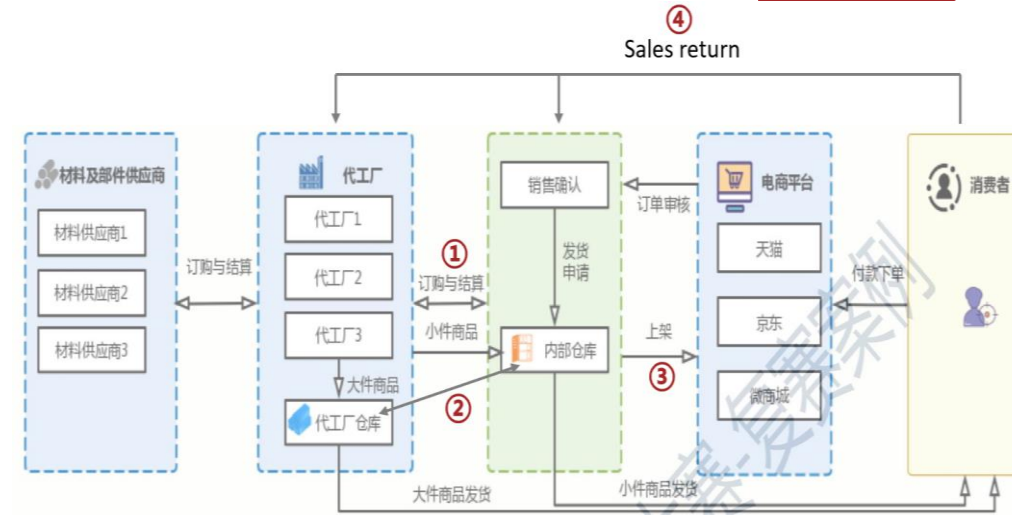 ④
Sales return
材料及部件供应商
材料供应商1
材料供应商2
材料供应商3
订购与结算
代工厂
代工厂1
代工厂2
代工厂3
大件商品
代工厂仓库
①
订购与结算
小件商品
②
销售确认
发货
申请
内部仓库
订单审核
上架
③
电商平台
天猫
京东
微商城
付款下单
消费者
大件商品发货
小件商品发货
赛-复赛案例